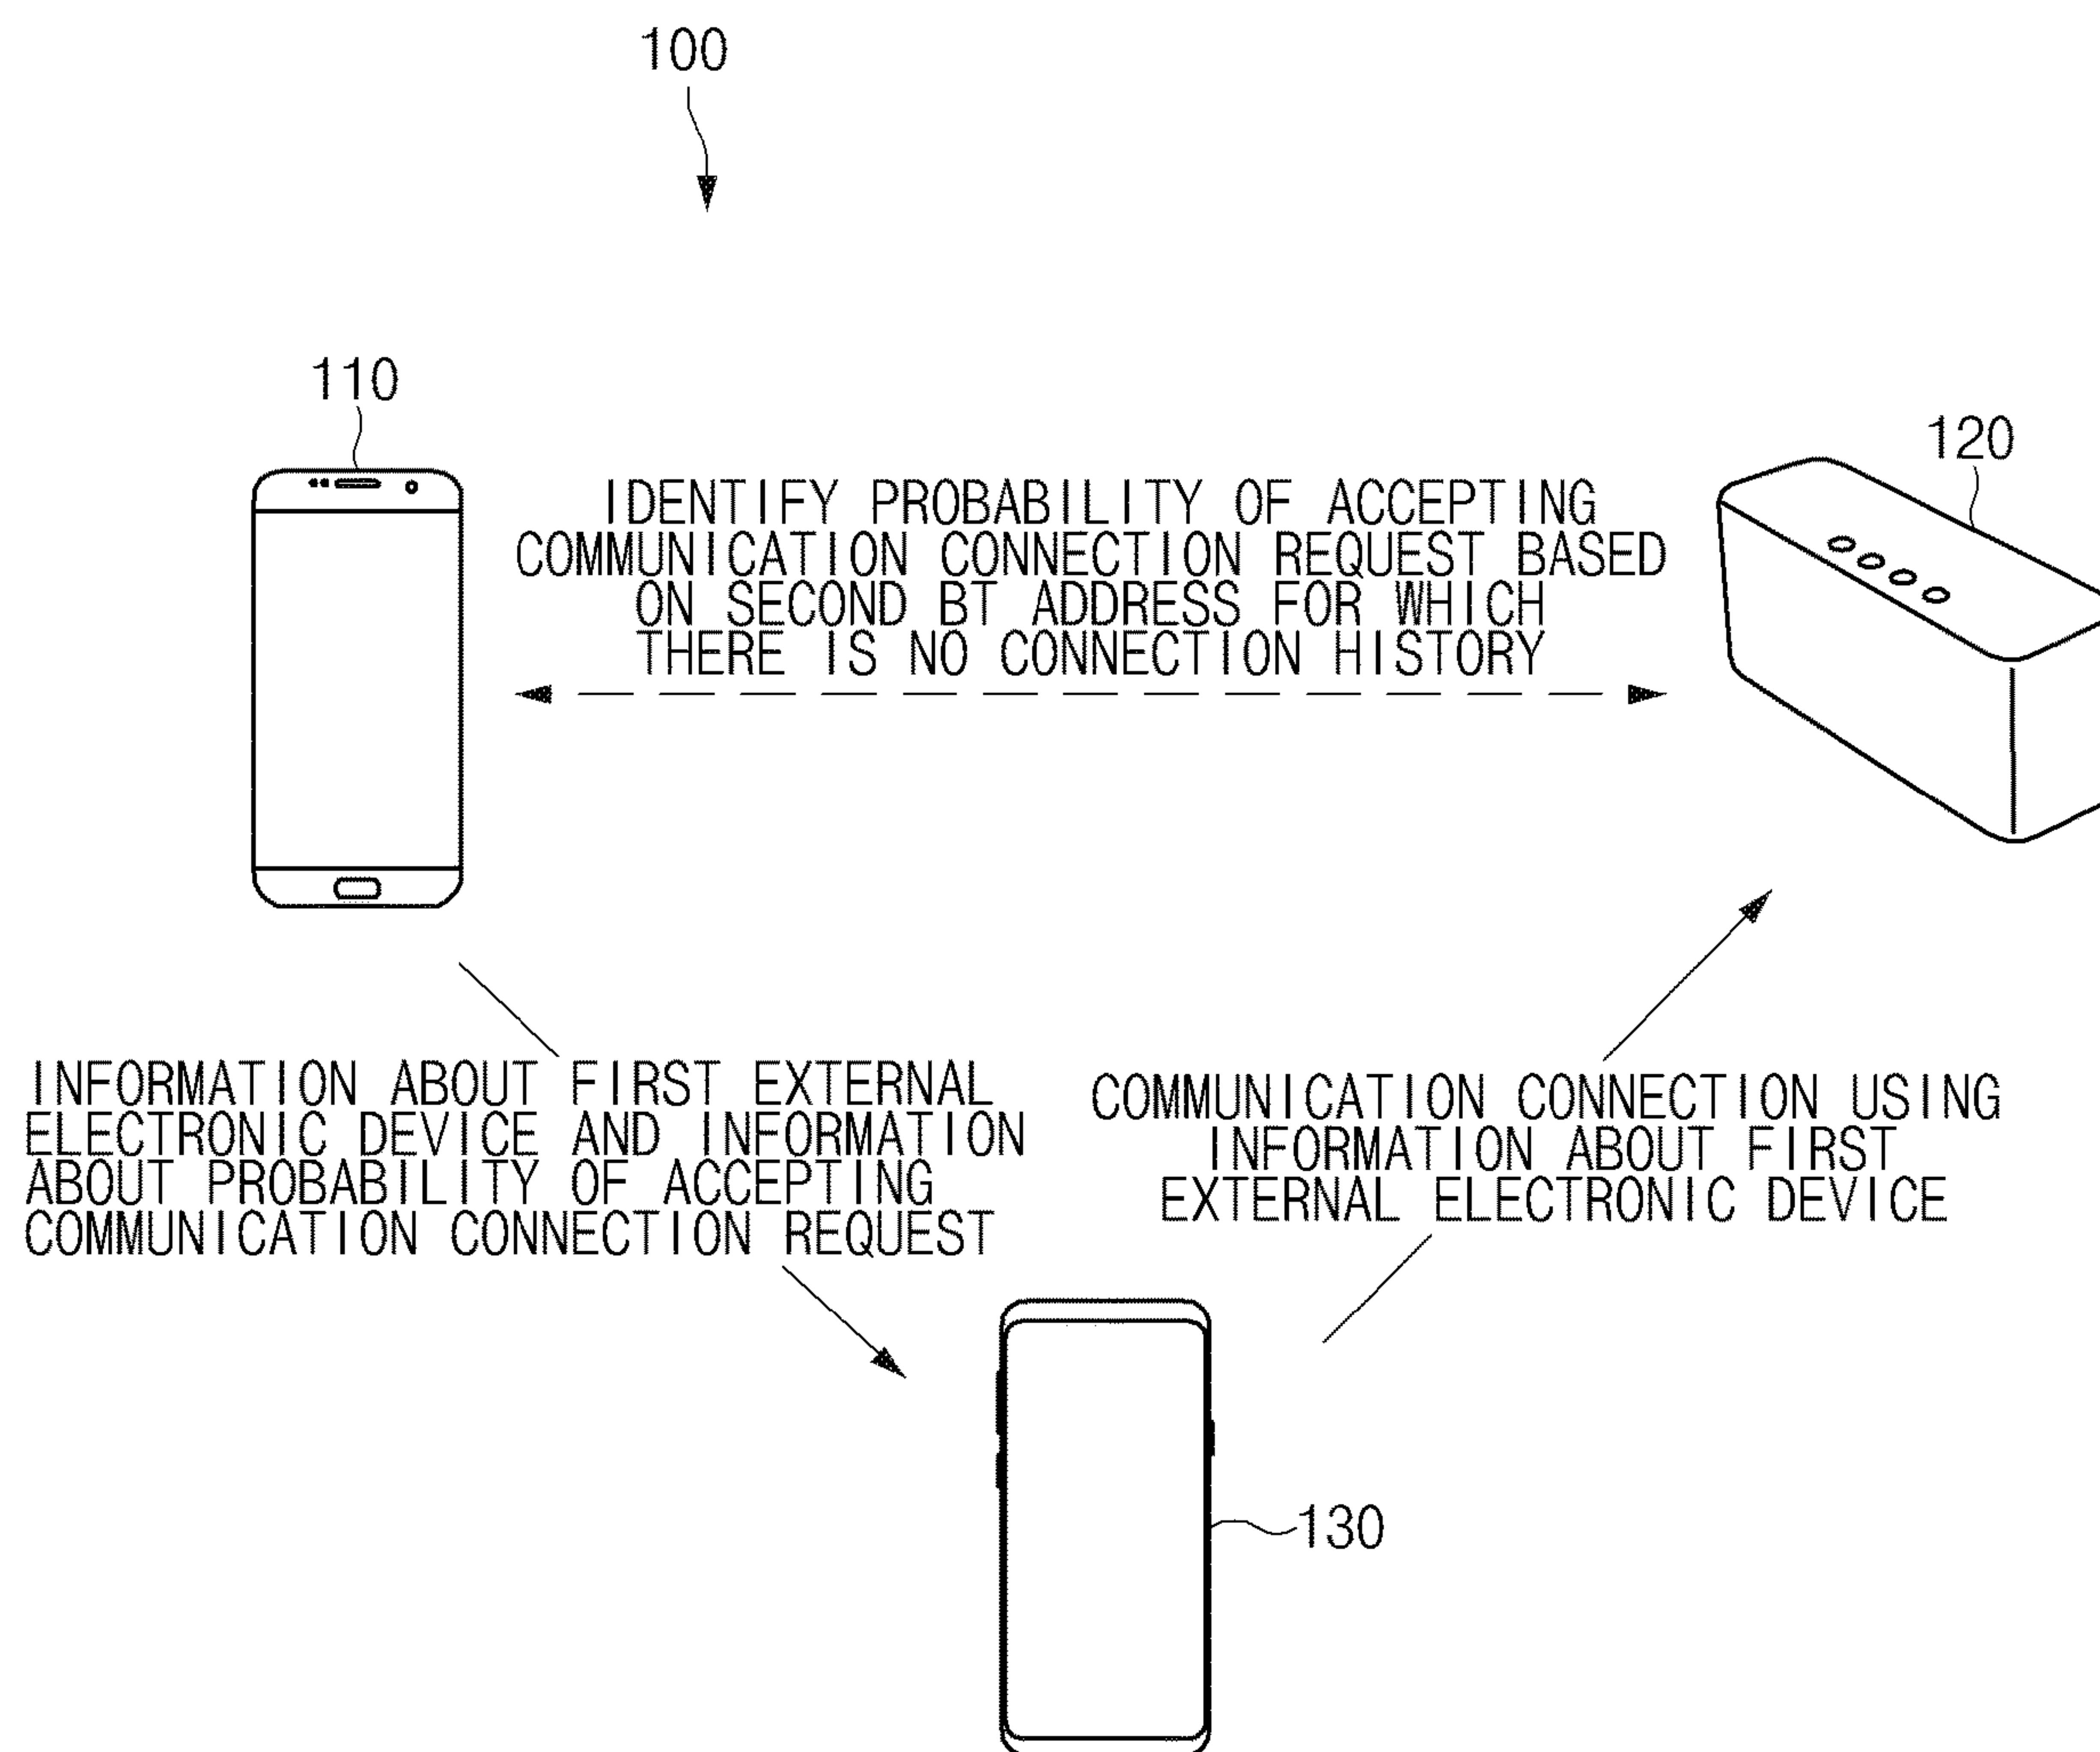 100
110
120
IDENTIFY PROBABILITY OF ACCEPTING
COMMUNICATION CONNECTION REQUEST BASED
ON SECOND BT ADDRESS FOR WHICH
THERE IS NO CONNECTION HISTORY
INFORMATION ABOUT FIRST EXTERNAL
ELECTRONIC DEVICE AND INFORMATION
ABOUT PROBABILITY OF ACCEPTING
COMMUNICATION CONNECTION REQUEST
COMMUNICATION CONNECTION USING
INFORMATION ABOUT FIRST
EXTERNAL ELECTRONIC DEVICE
130